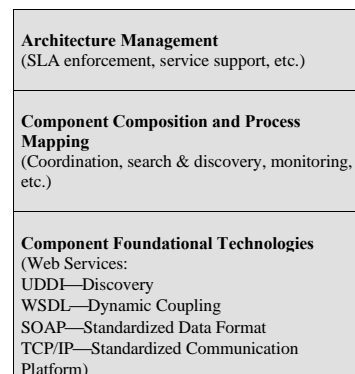 Architecture Management
(SLA enforcement, service support, etc.)
Component Composition and Process
Mapping
(Coordination, search & discovery, monitoring,
etc.)
Component Foundational Technologies
(Web Services:
UDDI—Discovery
WSDL—Dynamic Coupling
SOAP—Standardized Data Format
TCP/IP—Standardized Communication
Platform)